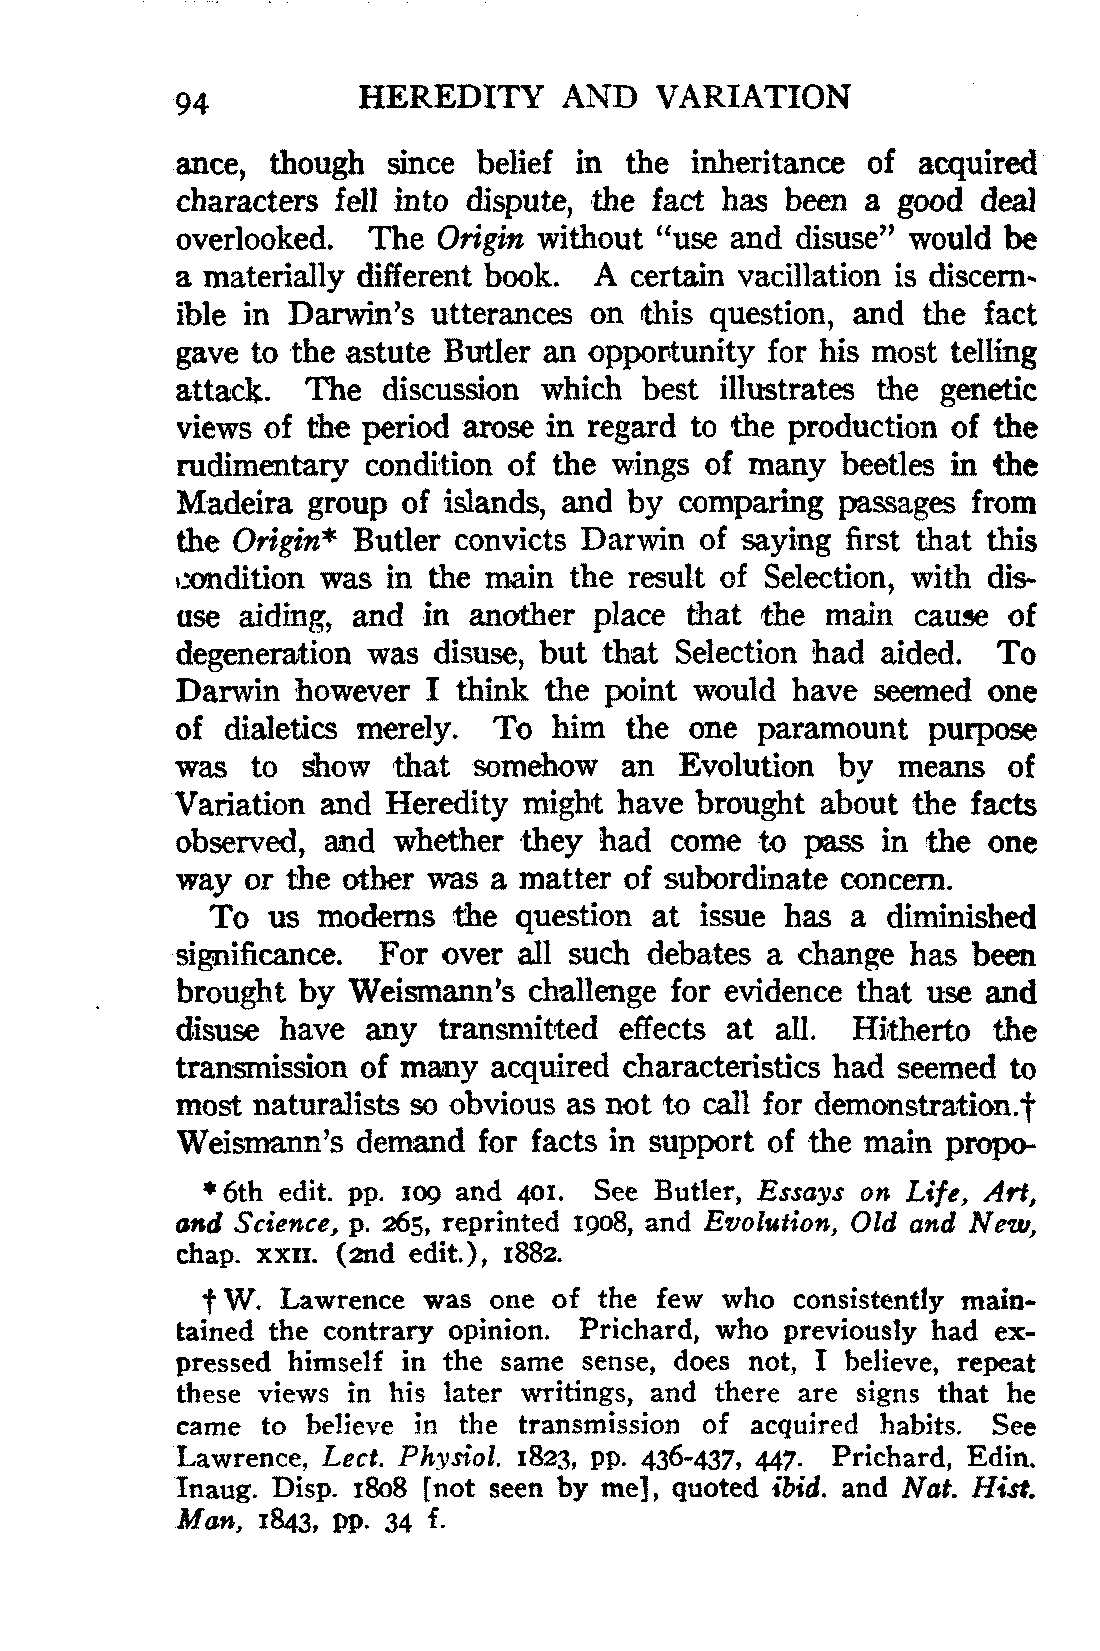 94 HEREDITY AND VARIATION
ance, though since belief in the inheritance of acquired
characters fell into dispute, the fact has been a good deal
overlooked. The Origin without "use and disuse" would be
a materially different book. A certain vacillation is discern-
ible in Darwin's utterances on this question, and the fact
gave to the astute Butler an opportunity for his most telling
attack. The discussion which best illustrates the genetic
views of the period arose in regard to the production of the
rudimentary condition of the wings of many beetles in the
Madeira group of islands, and by comparing passages from
the Origin* Butler convicts Darwin of saying first that this
condition was in the main the result of Selection, with dis-
use aiding, and in another place that the main cause of
degeneration was disuse, but that Selection had aided. To
Darwin however I think the point would have seemed one
of dialetics merely. To him the one paramount purpose
was to show that somehow an Evolution by means of
Variation and Heredity might have brought about the facts
observed, and whether they had come to pass in the one
way or the other was a matter of subordinate concern.
To us moderns the question at issue has a diminished
significance. For over all such debates a change has been
brought by Weismann's challenge for evidence that use and
disuse have any transmitted effects at all. Hitherto the
transmission of many acquired characteristics had seemed to
most naturalists so obvious as not to call for demonstration.†
Weismann's demand for facts in support of the main propo-
* 6th edit. pp. 109 and 401. See Butler, Essays on Life, Art,
and Science, p. 265, reprinted 1908, and Evolution, Old and New,
chap. XXII. (2nd edit.), 1882.
† W. Lawrence was one of the few who consistently main-
tained the contrary opinion. Prichard, who previously had ex-
pressed himself in the same sense, does not, I believe, repeat
these views in his later writings, and there are signs that he
came to believe in the transmission of acquired habits. See
Lawrence, Lect. Physiol. 1823, pp. 436-437, 447. Prichard, Edin.
Inaug. Disp. 1808 [not seen by me], quoted ibid. and Nat. Hist.
Man, 1843, pp. 34 f.